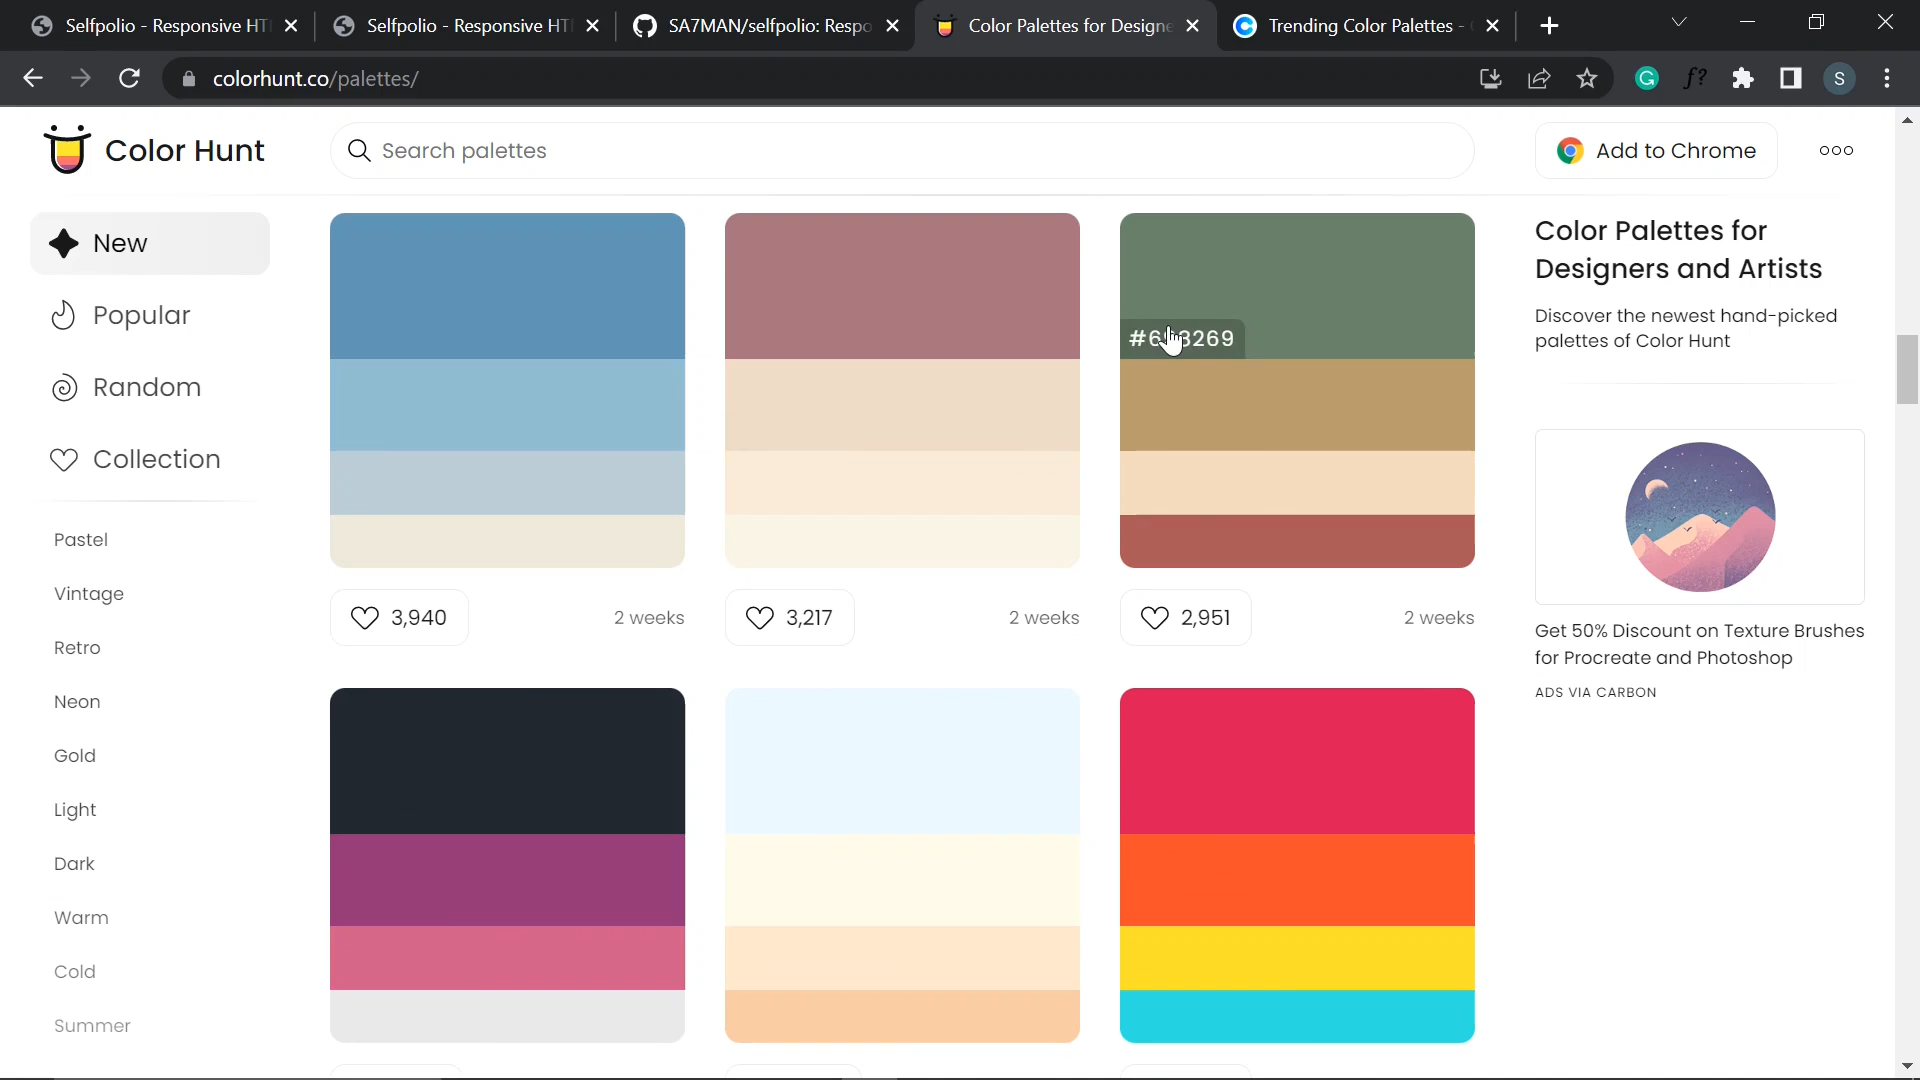 Selfpolio - Responsive HT
Selfpolio - Responsive HT
SA7MAN/selfpolio: Respo
Color Palettes for Designe
Trending Color Palettes -
colorhunt.co/palettes/
S
Color Hunt
Search palettes
Add to Chrome
New
Popular
Random
Collection
Pastel
Vintage
Retro
Neon
Gold
Light
Dark
Warm
Cold
Summer
3,940
2 weeks
3,217
2 weeks
2,951
2 weeks
Color Palettes for
Designers and Artists
Discover the newest hand-picked
palettes of Color Hunt
Get 50% Discount on Texture Brushes
for Procreate and Photoshop
ADS VIA CARBON